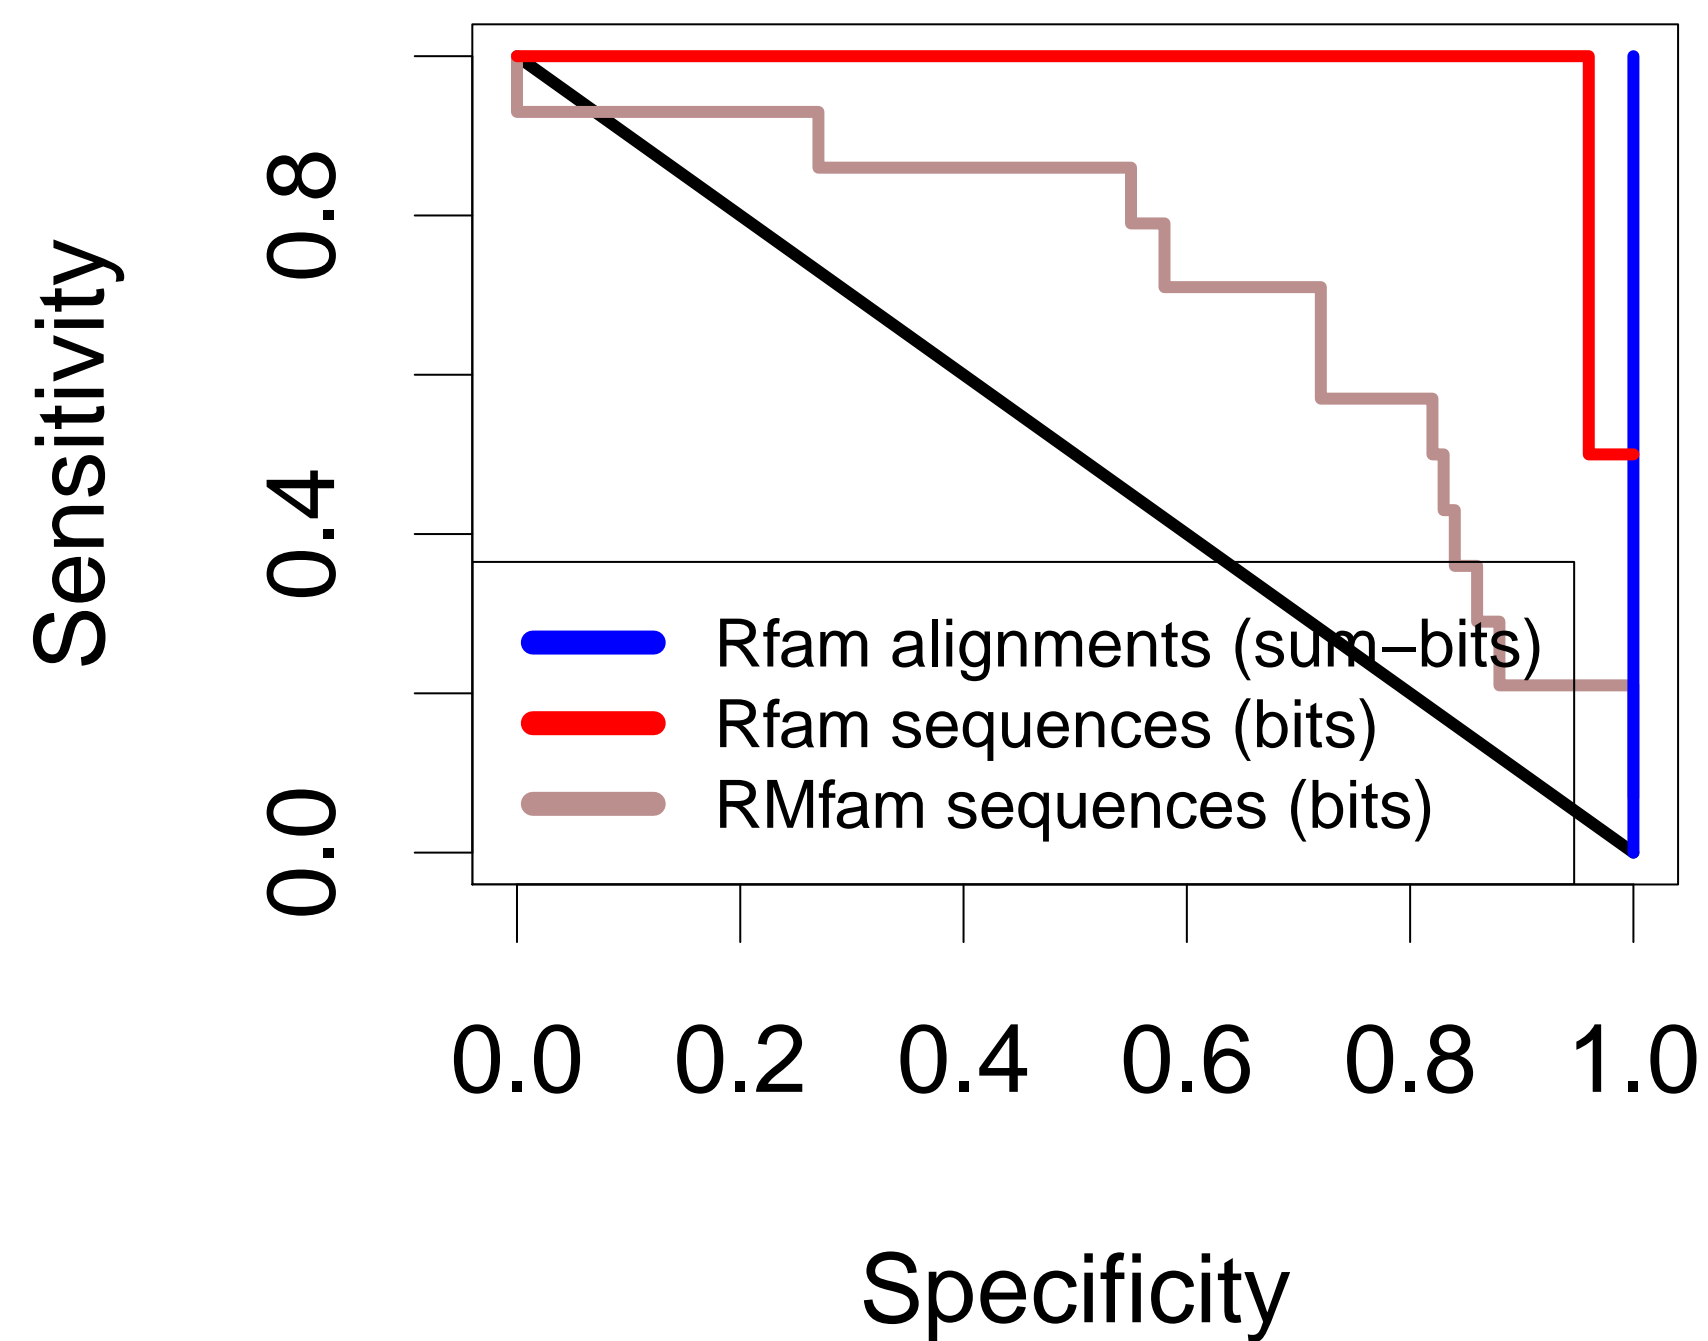 Sensitivity
0.8
0.4
0.0
Rfam alignments (sum−bits)
Rfam sequences (bits)
RMfam sequences (bits)
0.0 0.2 0.4 0.6 0.8 1.0
Specificity